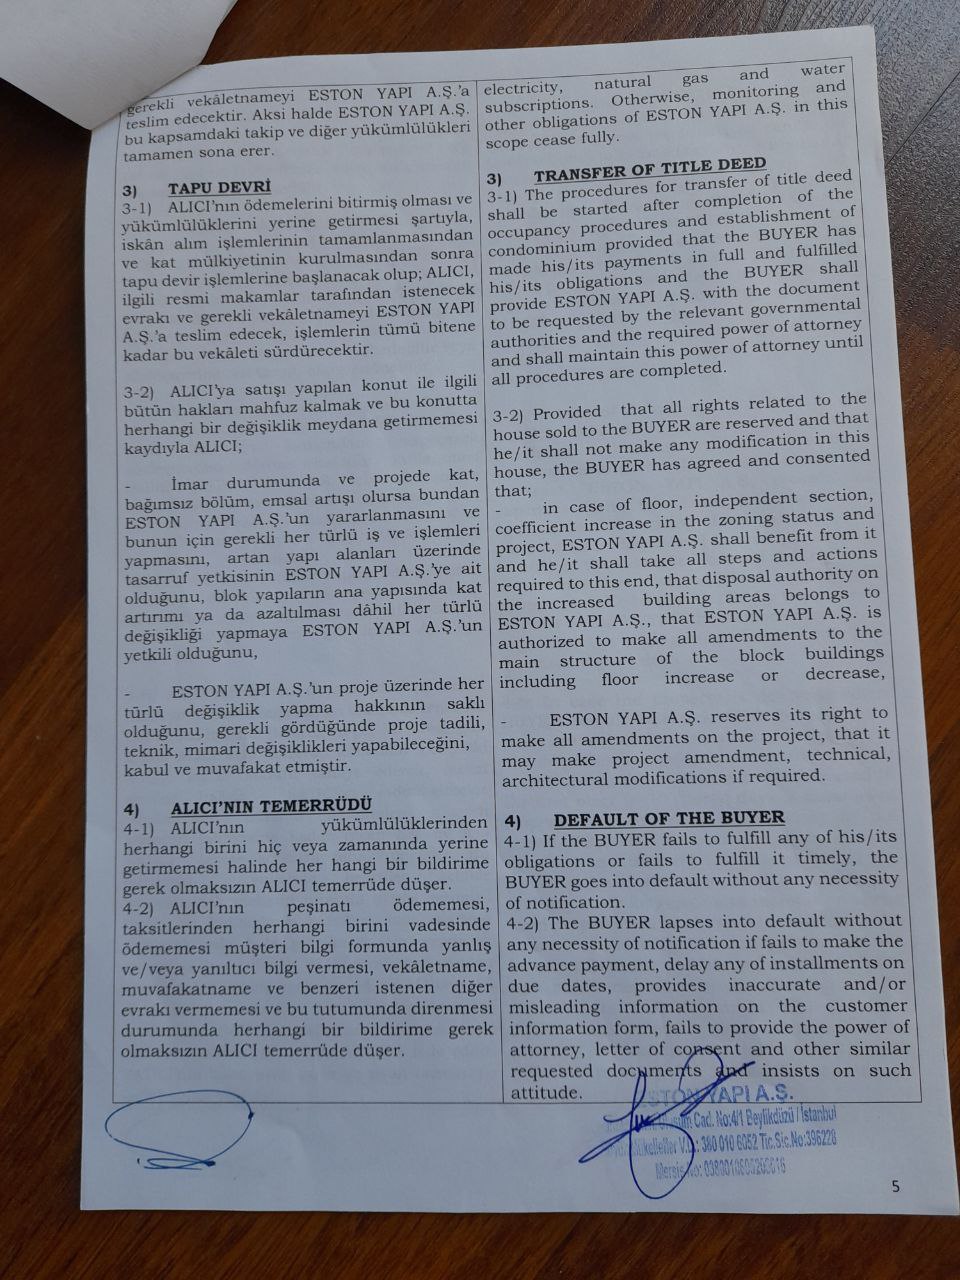 gerekli vekâletnameyi ESTON YAPI A.Ş.'a
teslim edecektir. Aksi halde ESTON YAPI A.Ş.
bu kapsamdaki takip ve diğer yükümlülükleri
tamamen sona erer.
3) TAPU DEVRİ
3-1) ALICI'nın ödemelerini bitirmiş olması ve
yükümlülüklerini yerine getirmesi şartıyla,
iskân alım işlemlerinin tamamlanmasından
ve kat mülkiyetinin kurulmasından sonra
tapu devir işlemlerine başlanacak olup; ALICI,
ilgili resmi makamlar tarafından istenecek
evrakı ve gerekli vekâletnameyi ESTON YAPI
A.Ş.'a teslim edecek, işlemlerin tümü bitene
kadar bu vekâleti sürdürecektir.
3-2) ALICI'ya satışı yapılan konut ile ilgili
bütün hakları mahfuz kalmak ve bu konutta
herhangi bir değişiklik meydana getirmemesi
kaydıyla ALICI;
- İmar durumunda ve projede kat,
bağımsız bölüm, emsal artışı olursa bundan
ESTON YAPI A.Ş.'un yararlanmasını ve
bunun için gerekli her türlü iş ve işlemleri
yapmasını, artan yapı alanları üzerinde
tasarruf yetkisinin ESTON YAPI A.Ş.'ye ait
olduğunu, blok yapıların ana yapısında kat
artırımı ya da azaltılması dâhil her türlü
değişikliği yapmaya ESTON YAPI A.Ş.'un
yetkili olduğunu,
- ESTON YAPI A.Ş.'un proje üzerinde her
türlü değişiklik yapma hakkının saklı
olduğunu, gerekli gördüğünde proje tadili,
teknik, mimari değişiklikleri yapabileceğini,
kabul ve muvafakat etmiştir.
4) ALICI'NIN TEMERRÜDÜ
4-1) ALICI'nın yükümlülüklerinden
herhangi birini hiç veya zamanında yerine
getirmemesi halinde her hangi bir bildirime
gerek olmaksızın ALICI temerrüde düşer.
4-2) ALICI'nın peşinatı ödememesi,
taksitlerinden herhangi birini vadesinde
ödememesi müşteri bilgi formunda yanlış
ve/veya yanıltıcı bilgi vermesi, vekâletname,
muvafakatname ve benzeri istenen diğer
evrakı vermemesi ve bu tutumunda direnmesi
durumunda herhangi bir bildirime gerek
olmaksızın ALICI temerrüde düşer.
electricity, natural gas and water
subscriptions. Otherwise, monitoring and
other obligations of ESTON YAPI A.Ş. in this
scope cease fully.
3) TRANSFER OF TITLE DEED
3-1) The procedures for transfer of title deed
shall be started after completion of the
occupancy procedures and establishment of
condominium provided that the BUYER has
made his/its payments in full and fulfilled
his/its obligations and the BUYER shall
provide ESTON YAPI A.Ş. with the document
to be requested by the relevant governmental
authorities and the required power of attorney
and shall maintain this power of attorney until
all procedures are completed.
3-2) Provided that all rights related to the
house sold to the BUYER are reserved and that
he/it shall not make any modification in this
house, the BUYER has agreed and consented
that;
- in case of floor, independent section,
coefficient increase in the zoning status and
project, ESTON YAPI A.Ş. shall benefit from it
and he/it shall take all steps and actions
required to this end, that disposal authority on
the increased building areas belongs to
ESTON YAPI A.Ş., that ESTON YAPI A.Ş. is
authorized to make all amendments to the
main structure of the block buildings
including floor increase or decrease,
- ESTON YAPI A.Ş. reserves its right to
make all amendments on the project, that it
may make project amendment, technical,
architectural modifications if required.
4) DEFAULT OF THE BUYER
4-1) If the BUYER fails to fulfill any of his/its
obligations or fails to fulfill it timely, the
BUYER goes into default without any necessity
of notification.
4-2) The BUYER lapses into default without
any necessity of notification if fails to make the
advance payment, delay any of installments on
due dates, provides inaccurate and/or
misleading information on the customer
information form, fails to provide the power of
attorney, letter of consent and other similar
requested documents and insists on such
attitude.
ESTON YAPI A.Ş.
Cad. No:4/1 Beylikdüzü / İstanbul
V.D.: 380 010 6052 Tic.Sic.No:396228
Mersis No:
5